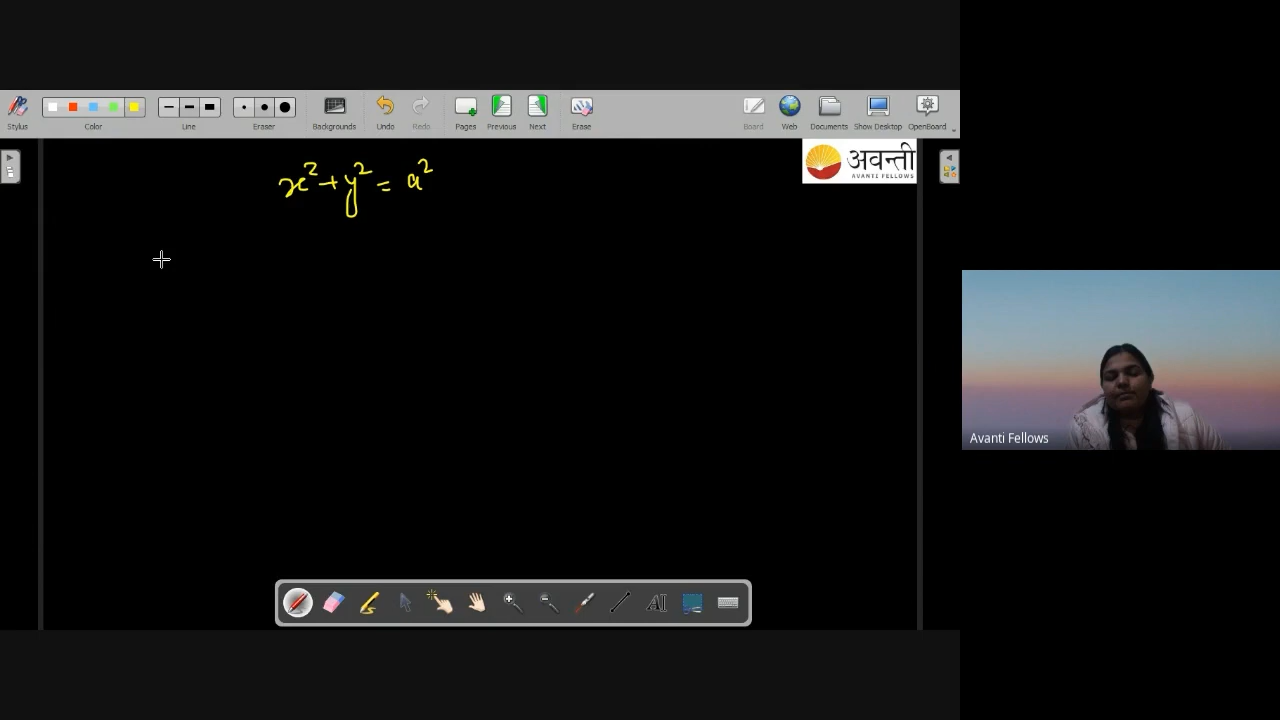 Stylus Color Line Eraser Backgrounds Undo Redo Pages Previous Next Erase Board Web Documents Show Desktop OpenBoard
x² + y² = a²
अवन्ती
AVANTI FELLOWS
AI
Avanti Fellows